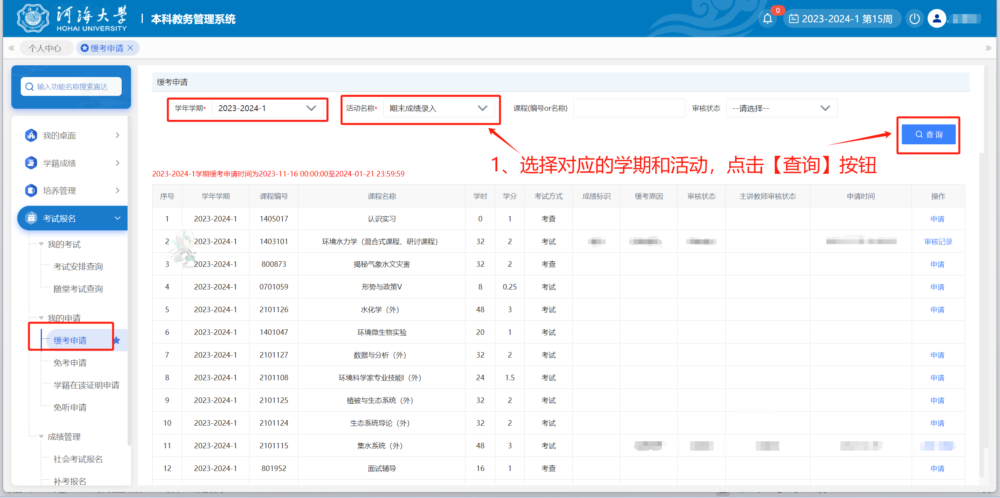 河海大学
HOHAI UNIVERSITY
本科教务管理系统
0
2023-2024-1 第15周
个人中心
缓考申请
输入功能名称搜索直达
我的桌面
学籍成绩
培养管理
考试报名
我的考试
考试安排查询
随堂考试查询
我的申请
缓考申请
免考申请
学籍在读证明申请
免听申请
成绩管理
社会考试报名
补考报名
缓考申请
学年学期* 2023-2024-1 活动名称* 期末成绩录入 课程(编号or名称) 审核状态 --请选择--
查询
1、选择对应的学期和活动，点击【查询】按钮
2023-2024-1学期缓考申请时间为2023-11-16 00:00:00至2024-01-21 23:59:59
序号 学年学期 课程编号 课程名称 学时 学分 考试方式 成绩标识 缓考原因 审核状态 主讲教师审核状态 申请时间 操作
1 2023-2024-1 1405017 认识实习 0 1 考查 申请
2 2023-2024-1 1403101 环境水力学（混合式课程、研讨课程） 32 2 考试 审核记录
3 2023-2024-1 800873 揭秘气象水文灾害 32 2 考查 申请
4 2023-2024-1 0701059 形势与政策V 8 0.25 考试 申请
5 2023-2024-1 2101126 水化学（外） 48 3 考试 申请
6 2023-2024-1 1401047 环境微生物实验 20 1 考试
7 2023-2024-1 2101127 数据与分析（外） 32 2 考试 申请
8 2023-2024-1 2101108 环境科学家专业技能I（外） 24 1.5 考试 申请
9 2023-2024-1 2101125 植被与生态系统（外） 32 2 考试 申请
10 2023-2024-1 2101124 生态系统导论（外） 32 2 考试 申请
11 2023-2024-1 2101115 集水系统（外） 48 3 考试
12 2023-2024-1 801952 面试辅导 16 1 考查 申请